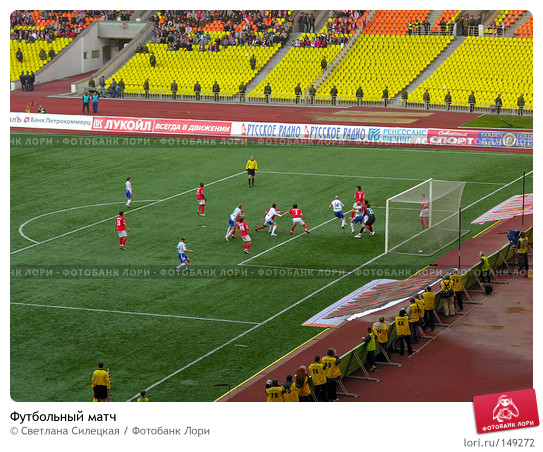 Банк Петрокоммерц ЛУКОЙЛ ВСЕГДА В ДВИЖЕНИИ РУССКОЕ РАДИО РУССКОЕ РАДИО РЕНЕССАНС СПОРТ
ФОТОБАНК ЛОРИ · ФОТОБАНК ЛОРИ · ФОТОБАНК ЛОРИ · ФОТОБАНК ЛОРИ
ФОТОБАНК ЛОРИ · ФОТОБАНК ЛОРИ · ФОТОБАНК ЛОРИ · ФОТОБАНК ЛОРИ
ФОТОБАНК ЛОРИ
Футбольный матч
© Светлана Силецкая / Фотобанк Лори
lori.ru/149272